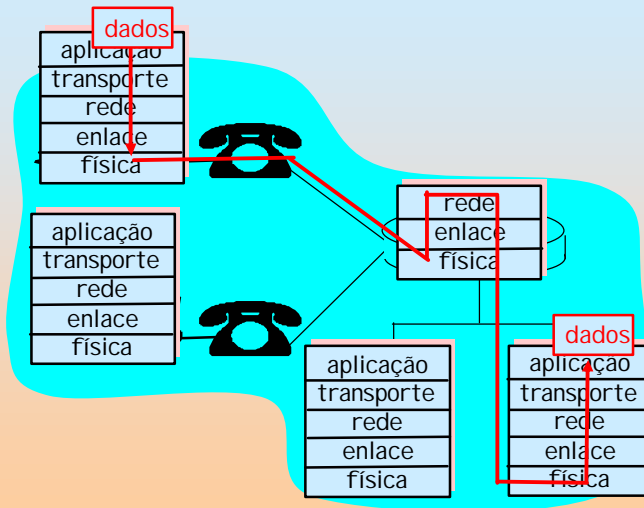 dados
aplicação
transporte
rede
enlace
física
aplicação
transporte
rede
enlace
física
rede
enlace
física
aplicação
transporte
rede
enlace
física
dados
aplicação
transporte
rede
enlace
física